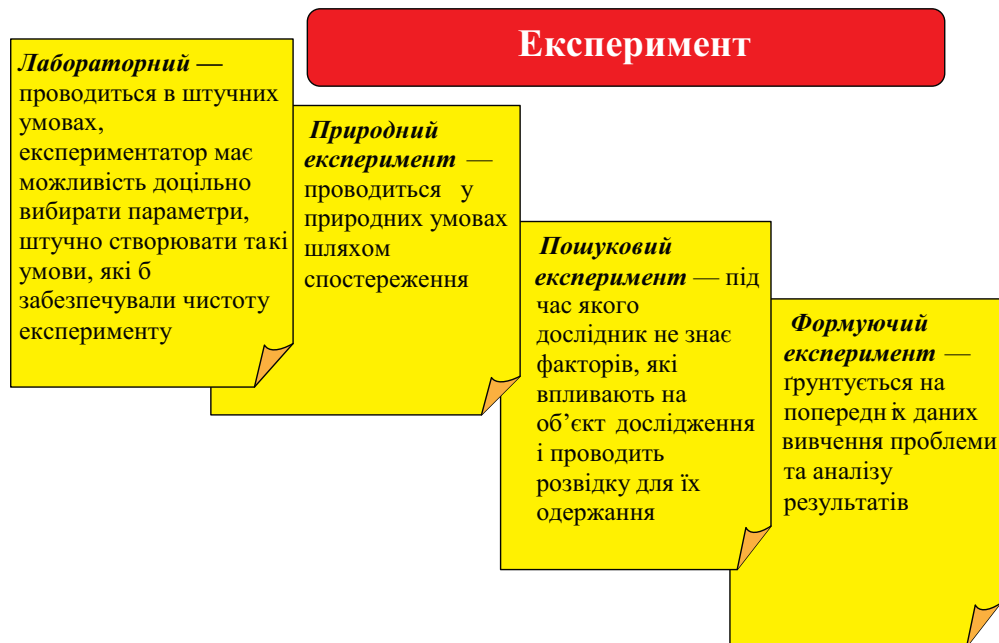 Експеримент
Лабораторний —
проводиться в штучних
умовах,
експериментатор має
можливість доцільно
вибирати параметри,
штучно створювати такі
умови, які б
забезпечували чистоту
експерименту
Природний
експеримент —
проводиться у
природних умовах
шляхом
спостереження
Пошуковий
експеримент — під
час якого
дослідник не знає
факторів, які
впливають на
об’єкт дослідження
і проводить
розвідку для їх
одержання
Формуючий
експеримент —
ґрунтується на
попередн іх даних
вивчення проблеми
та аналізу
результатів